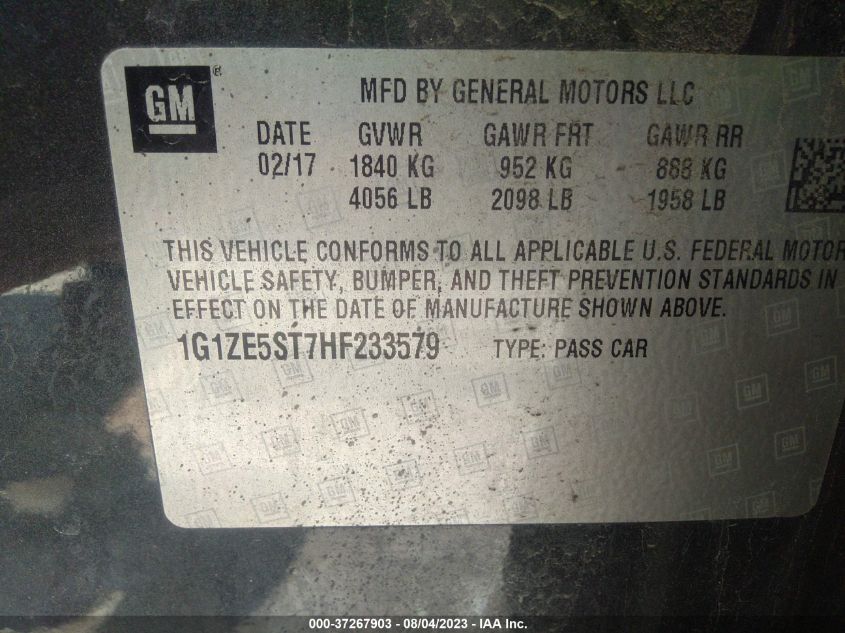 GM
MFD BY GENERAL MOTORS LLC
DATE GVWR GAWR FRT GAWR RR
02/17 1840 KG 952 KG 888 KG
4056 LB 2098 LB 1958 LB
THIS VEHICLE CONFORMS TO ALL APPLICABLE U.S. FEDERAL MOTOR
VEHICLE SAFETY, BUMPER, AND THEFT PREVENTION STANDARDS IN
EFFECT ON THE DATE OF MANUFACTURE SHOWN ABOVE.
1G1ZE5ST7HF233579 TYPE: PASS CAR
000-37267903 - 08/04/2023 - IAA Inc.